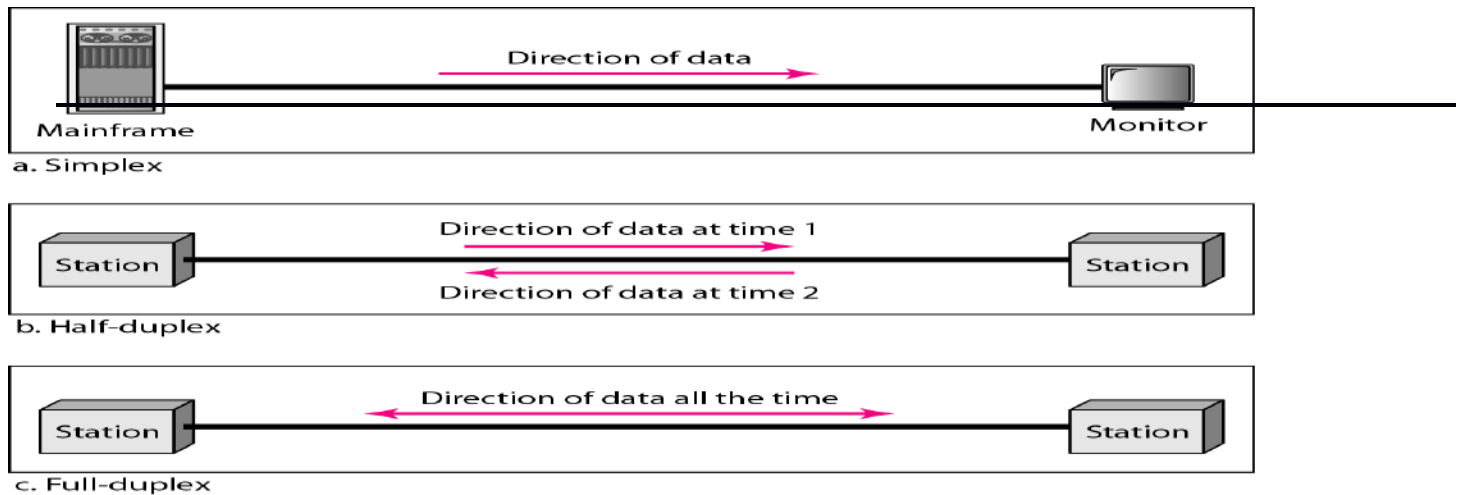 Direction of data
Mainframe
Monitor
a. Simplex
Direction of data at time 1
Station
Station
Direction of data at time 2
b. Half-duplex
Direction of data all the time
Station
Station
c. Full-duplex